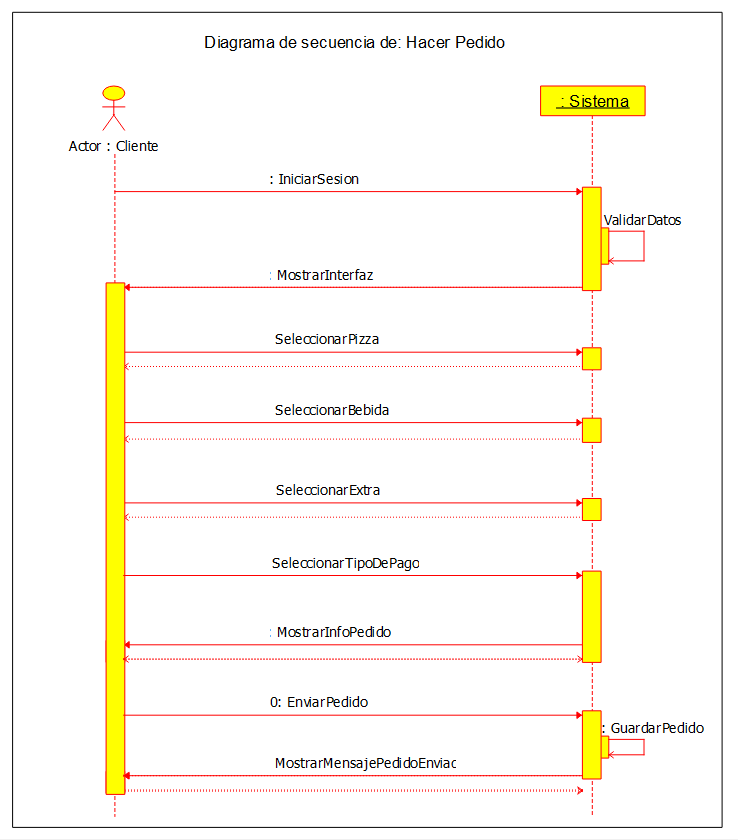 Diagrama de secuencia de: Hacer Pedido
: Sistema
Actor : Cliente
: IniciarSesion
ValidarDatos
: MostrarInterfaz
SeleccionarPizza
SeleccionarBebida
SeleccionarExtra
SeleccionarTipoDePago
: MostrarInfoPedido
0: EnviarPedido
: GuardarPedido
MostrarMensajePedidoEnviac